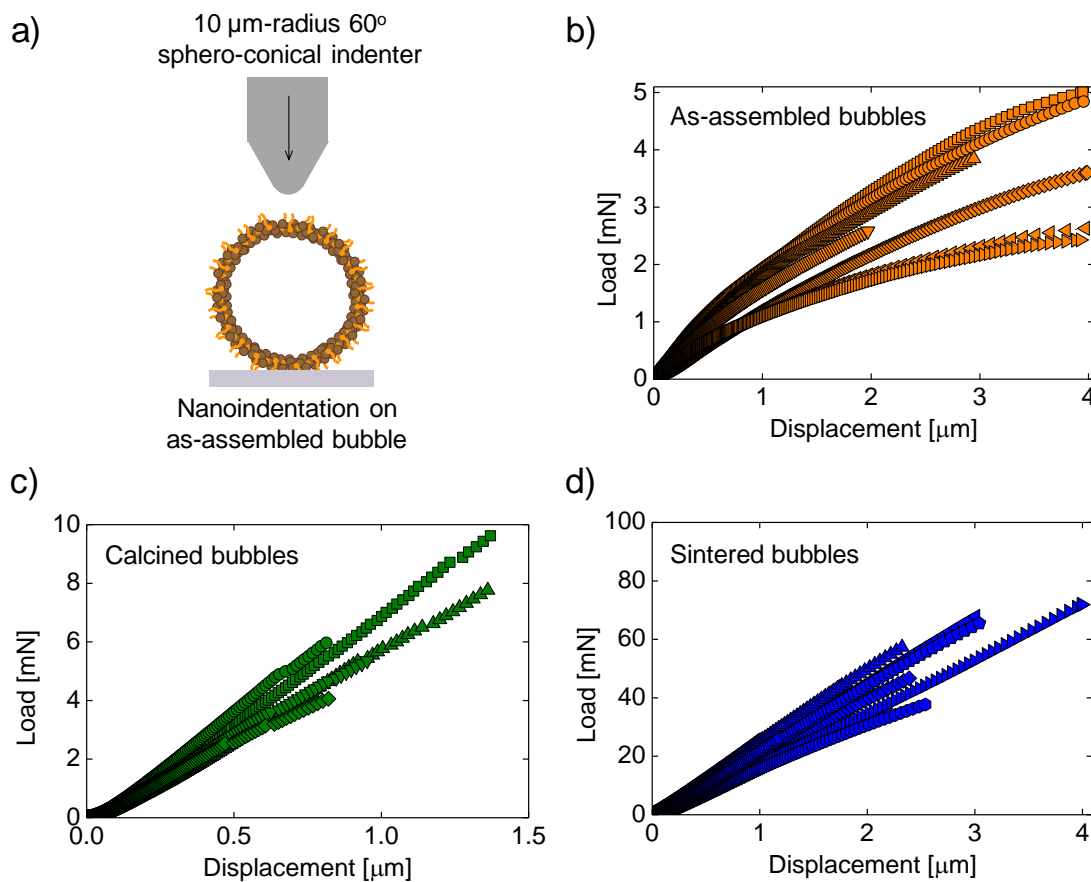 a)
10 µm-radius 60°
sphero-conical indenter
Nanoindentation on
as-assembled bubble
b)
As-assembled bubbles
Load [mN]
5
4
3
2
1
0
0 1 2 3 4
Displacement [µm]
c)
Calcined bubbles
Load [mN]
10
8
6
4
2
0
0.0 0.5 1.0 1.5
Displacement [µm]
d)
Sintered bubbles
Load [mN]
100
80
60
40
20
0
0 1 2 3 4
Displacement [µm]